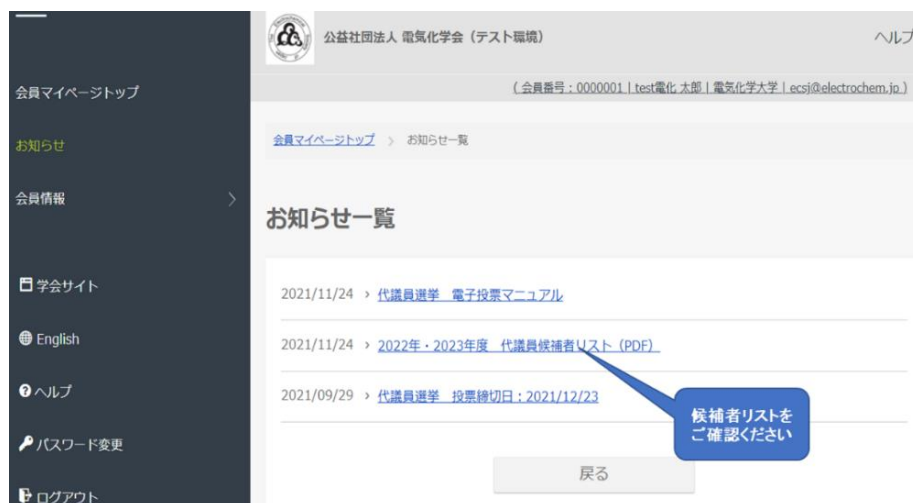 公益社団法人 電気化学会（テスト環境）
ヘルプ
（ 会員番号：0000001 | test電化 太郎 | 電気化学大学 | ecsj@electrochem.jp ）
会員マイページトップ
お知らせ
会員情報
学会サイト
English
ヘルプ
パスワード変更
ログアウト
会員マイページトップ > お知らせ一覧
お知らせ一覧
2021/11/24 › 代議員選挙　電子投票マニュアル
2021/11/24 › 2022年・2023年度　代議員候補者リスト（PDF）
2021/09/29 › 代議員選挙　投票締切日：2021/12/23
候補者リストを
ご確認ください
戻る